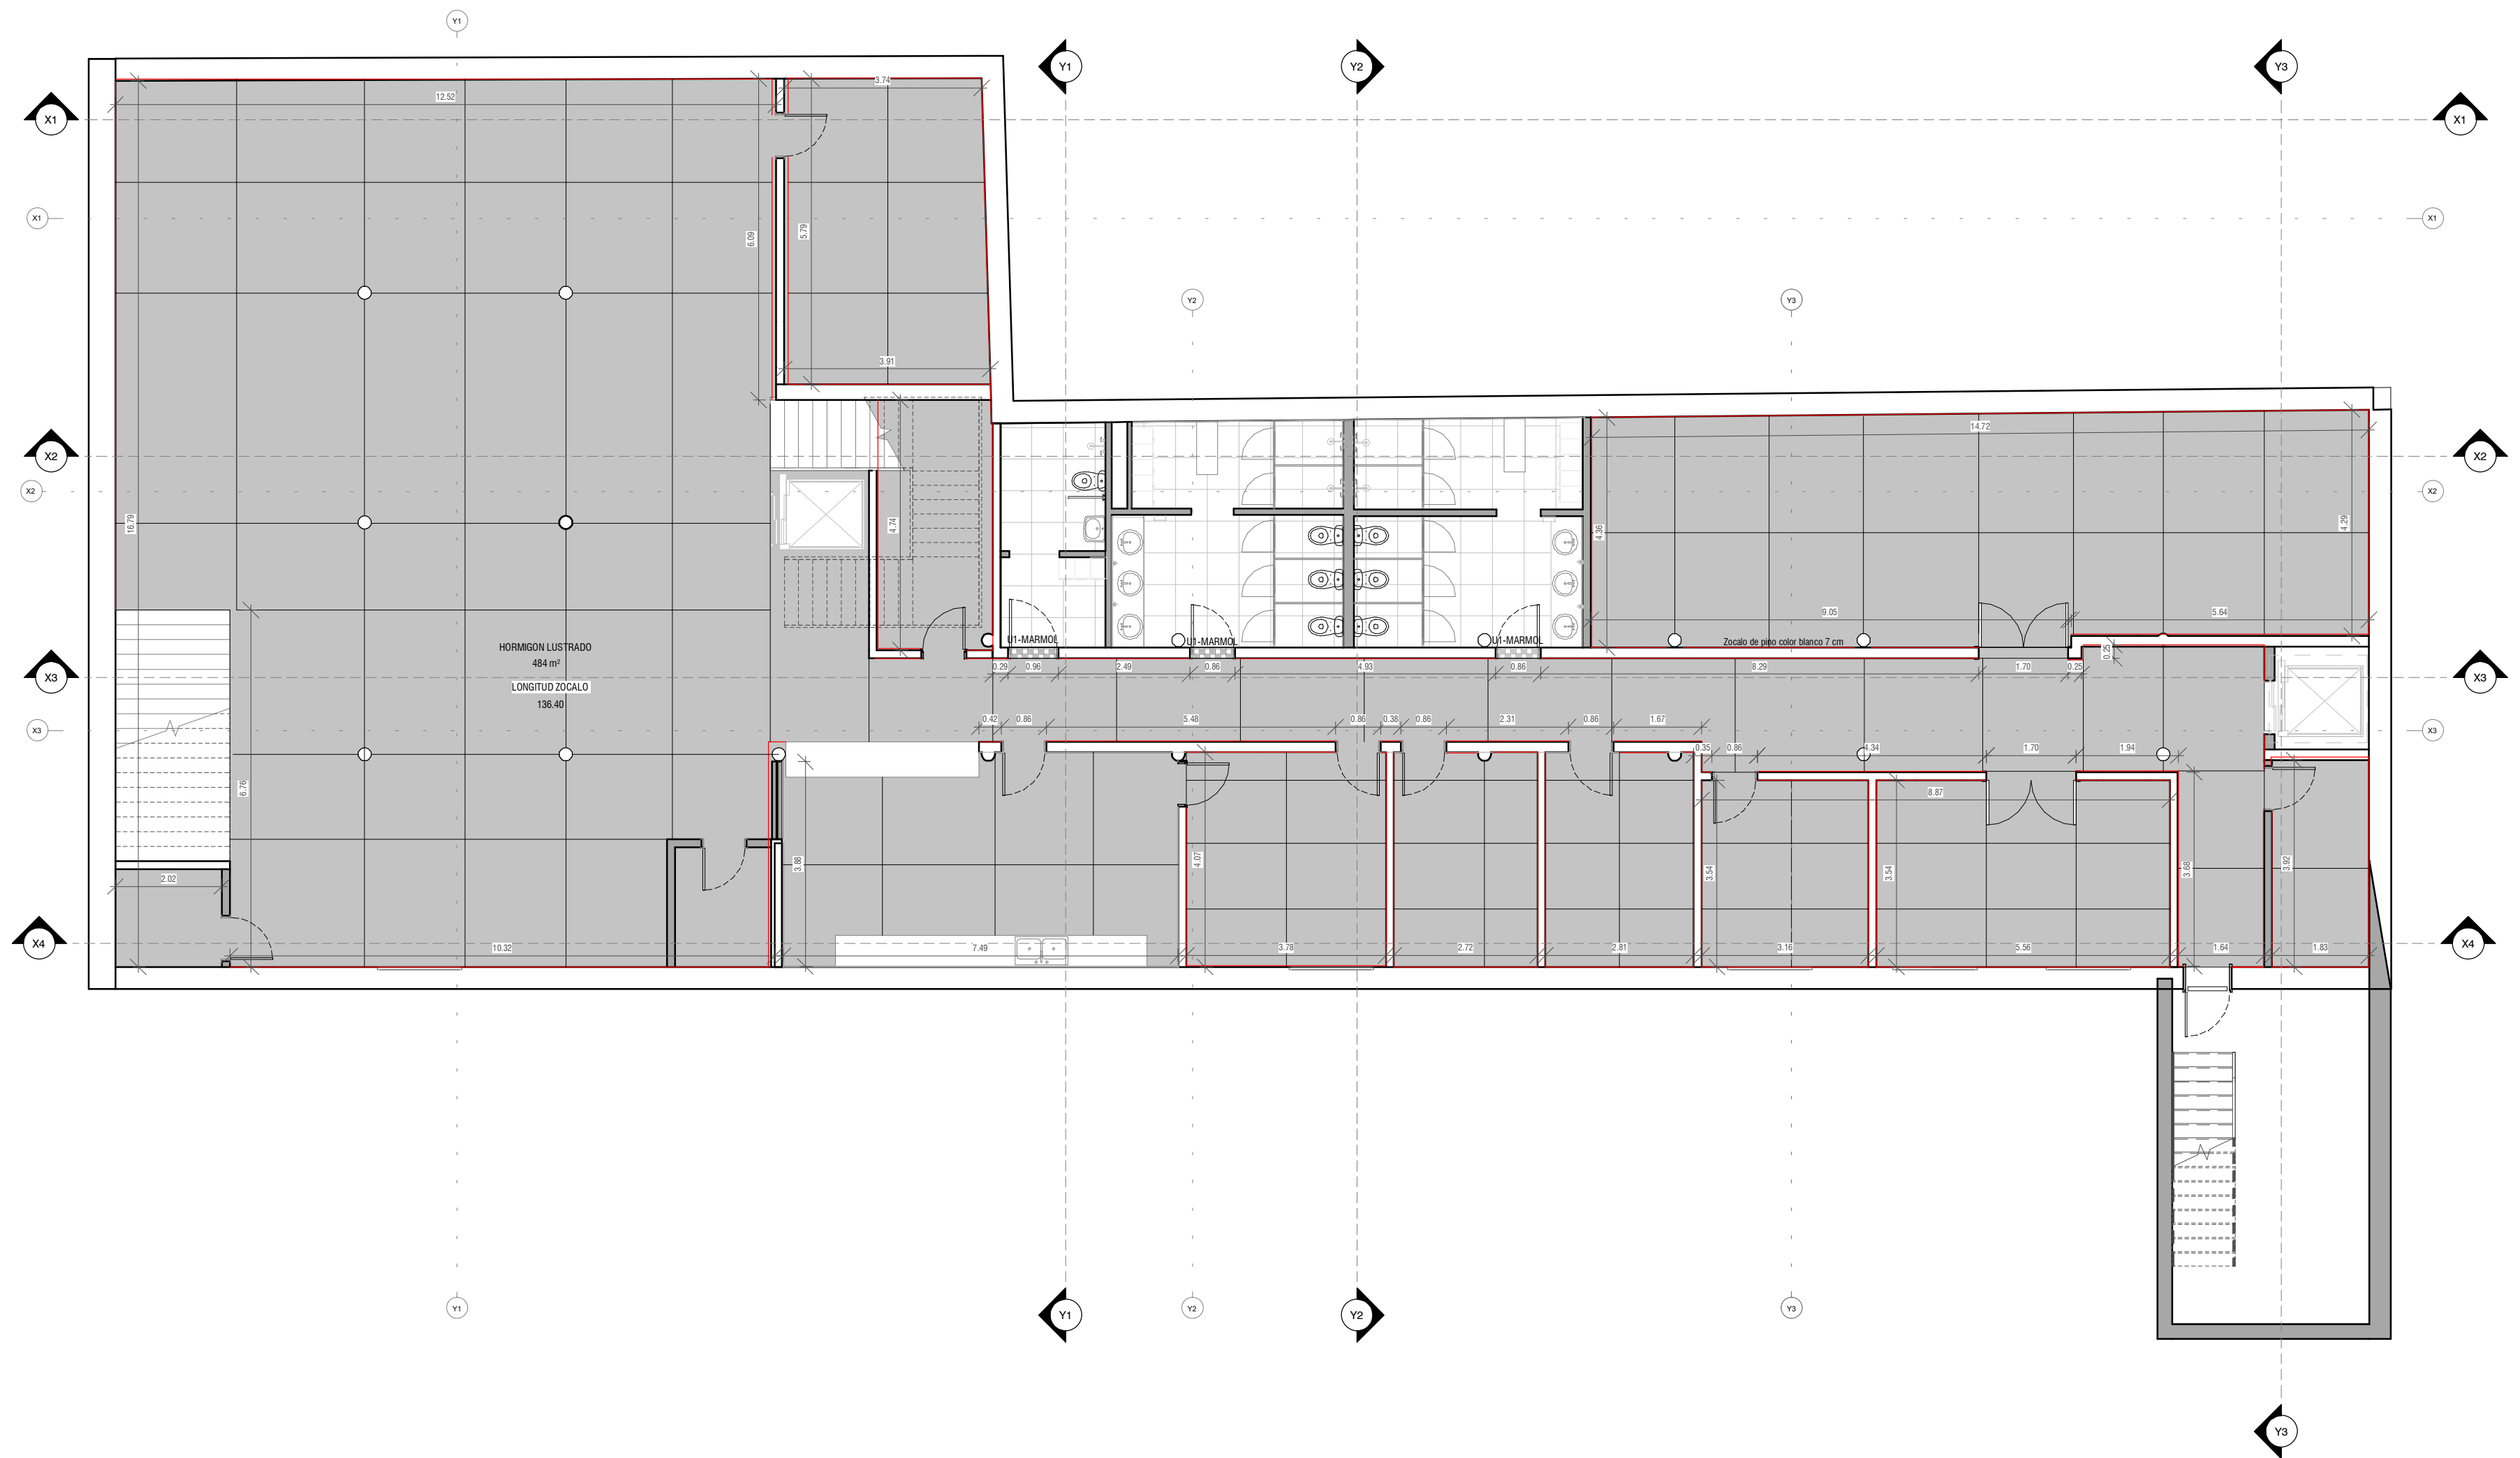 Y1
Y1
Y2
Y3
3.74
12.52
X1
X1
X1
X1
6.09
5.79
Y2
Y3
3.91
14.72
X2
X2
X2
X2
16.79
4.74
4.36
4.29
9.05
5.64
U1-MARMOL
U1-MARMOL
U1-MARMOL
Zocalo de pino color blanco 7 cm
HORMIGON LUSTRADO
484 m²
LONGITUD ZOCALO
136.40
0.29
0.96
2.49
0.86
4.93
0.86
8.29
1.70
0.25
0.25
X3
X3
0.42
0.86
5.48
0.86
0.38
0.86
2.31
0.86
1.67
X3
X3
0.35
0.86
4.34
1.70
1.94
6.76
8.87
3.88
4.07
3.54
3.54
3.68
3.92
2.02
X4
X4
10.32
7.49
3.78
2.72
2.81
3.16
5.56
1.64
1.83
Y1
Y1
Y2
Y2
Y3
Y3